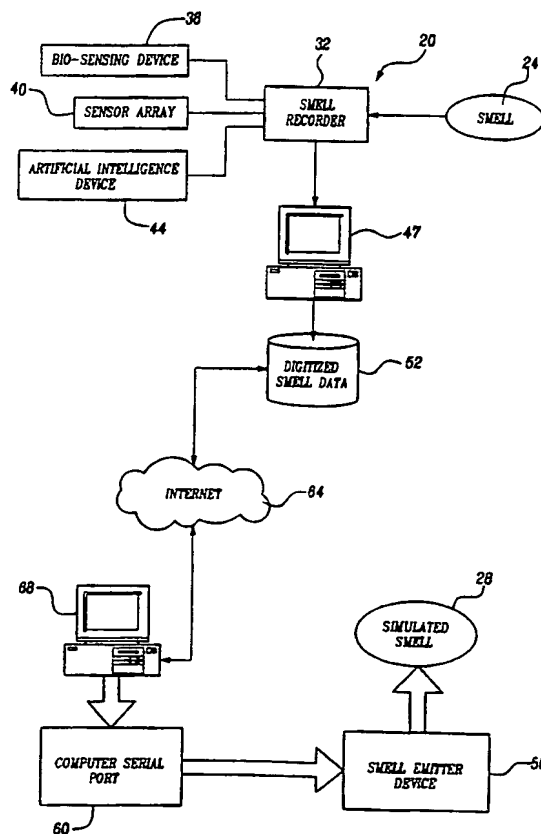 38
32
20
24
BIO-SENSING DEVICE
40
SENSOR ARRAY
SMELL
RECORDER
SMELL
ARTIFICIAL INTELLIGENCE
DEVICE
44
47
DIGITIZED
SMELL DATA
52
INTERNET
64
68
28
SIMULATED
SMELL
COMPUTER SERIAL
PORT
SMELL EMITTER
DEVICE
60